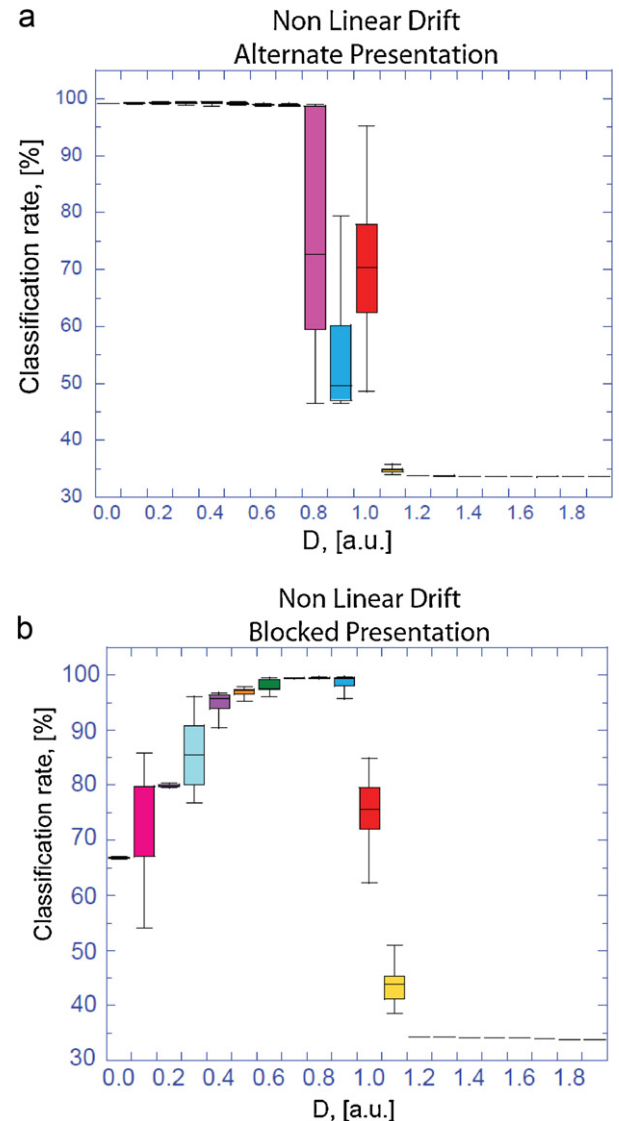 a
Non Linear Drift
Alternate Presentation
Classification rate, [%]
100
90
80
70
60
50
40
30
0.0 0.2 0.4 0.6 0.8 1.0 1.2 1.4 1.6 1.8
D, [a.u.]
b
Non Linear Drift
Blocked Presentation
Classification rate, [%]
100
90
80
70
60
50
40
30
0.0 0.2 0.4 0.6 0.8 1.0 1.2 1.4 1.6 1.8
D, [a.u.]